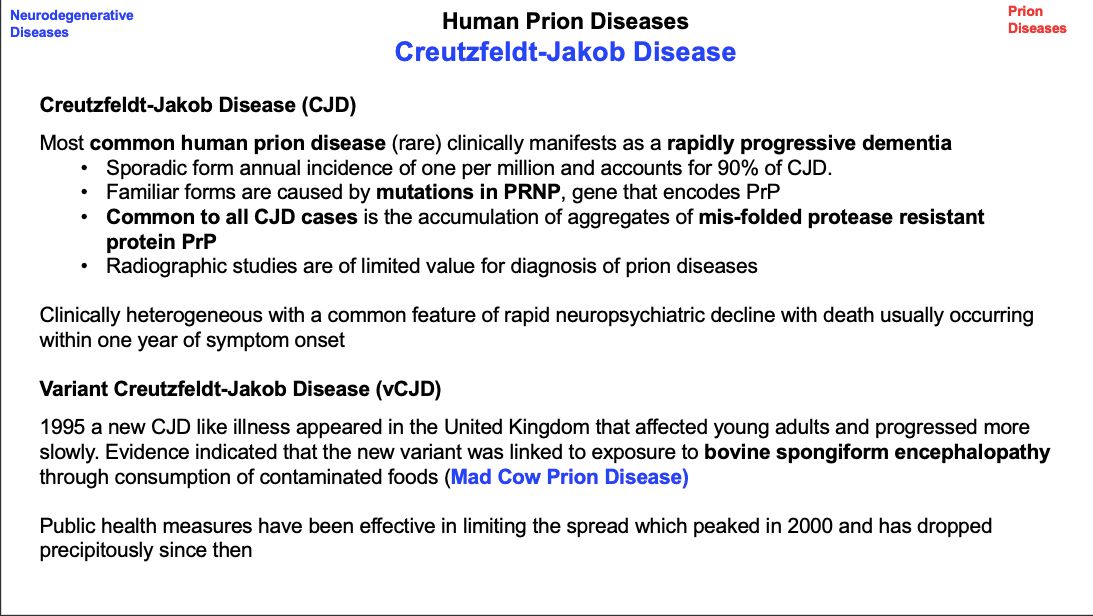 Neurodegenerative
Diseases
Human Prion Diseases
Prion
Diseases
Creutzfeldt-Jakob Disease
Creutzfeldt-Jakob Disease (CJD)
Most common human prion disease (rare) clinically manifests as a rapidly progressive dementia
• Sporadic form annual incidence of one per million and accounts for 90% of CJD.
• Familiar forms are caused by mutations in PRNP, gene that encodes PrP
• Common to all CJD cases is the accumulation of aggregates of mis-folded protease resistant
protein PrP
• Radiographic studies are of limited value for diagnosis of prion diseases
Clinically heterogeneous with a common feature of rapid neuropsychiatric decline with death usually occurring
within one year of symptom onset
Variant Creutzfeldt-Jakob Disease (vCJD)
1995 a new CJD like illness appeared in the United Kingdom that affected young adults and progressed more
slowly. Evidence indicated that the new variant was linked to exposure to bovine spongiform encephalopathy
through consumption of contaminated foods (Mad Cow Prion Disease)
Public health measures have been effective in limiting the spread which peaked in 2000 and has dropped
precipitously since then